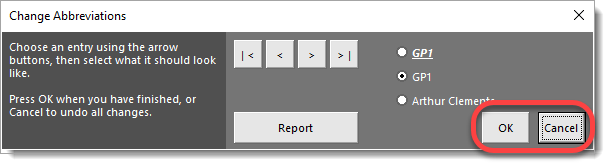 Change Abbreviations
Choose an entry using the arrow
buttons, then select what it should look
like.
Press OK when you have finished, or
Cancel to undo all changes.
|< < > >|
Report
GP1
GP1
Arthur Clements
OK Cancel